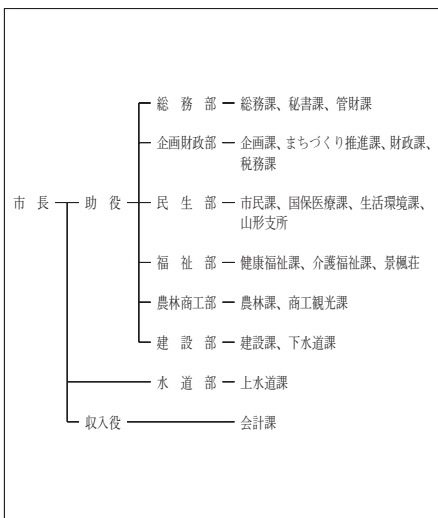 総務部 総務課、秘書課、管財課
企画財政部 企画課、まちづくり推進課、財政課、
税務課
市長 助役 民生部 市民課、国保医療課、生活環境課、
山形支所
福祉部 健康福祉課、介護福祉課、景楓荘
農林商工部 農林課、商工観光課
建設部 建設課、下水道課
水道部 上水道課
収入役 会計課